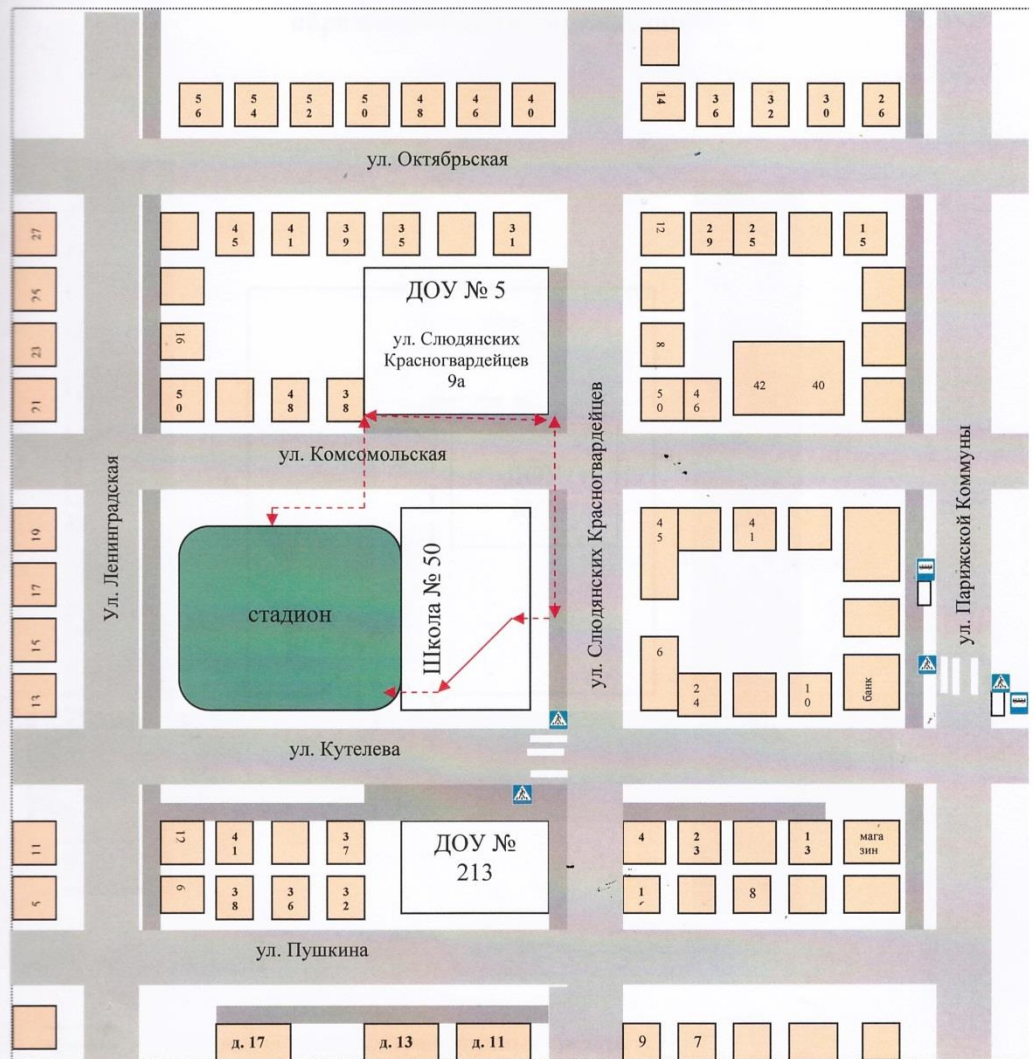 56 54 52 50 48 46 40
14 36 32 30 26
ул. Октябрьская
27
25
23
21
45 41 39 35 31
12 29 25 15
ДОУ № 5
ул. Слюдянских
Красногвардейцев
9а
16
8
50 48 38
50 46
42 40
ул. Комсомольская
Ул. Ленинградская
ул. Слюдянских Красногвардейцев
ул. Парижской Коммуны
19
17
15
13
стадион
Школа № 50
45 41
6
24 10
банк
ул. Кутелева
11
5
12 41 37
ДОУ №
213
4 23 13
мага
зин
6 38 36 32
8
ул. Пушкина
д. 17 д. 13 д. 11
9 7